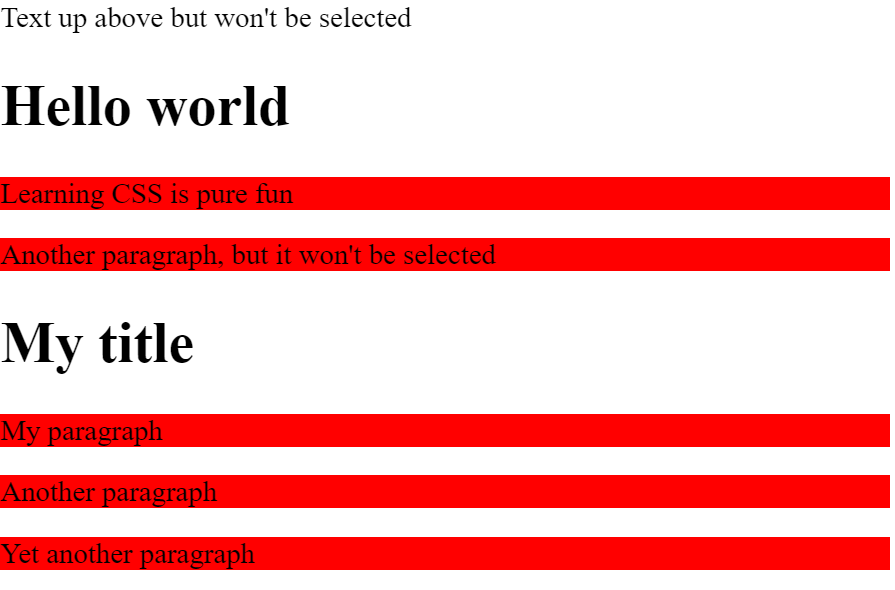 Text up above but won't be selected
Hello world
Learning CSS is pure fun
Another paragraph, but it won't be selected
My title
My paragraph
Another paragraph
Yet another paragraph